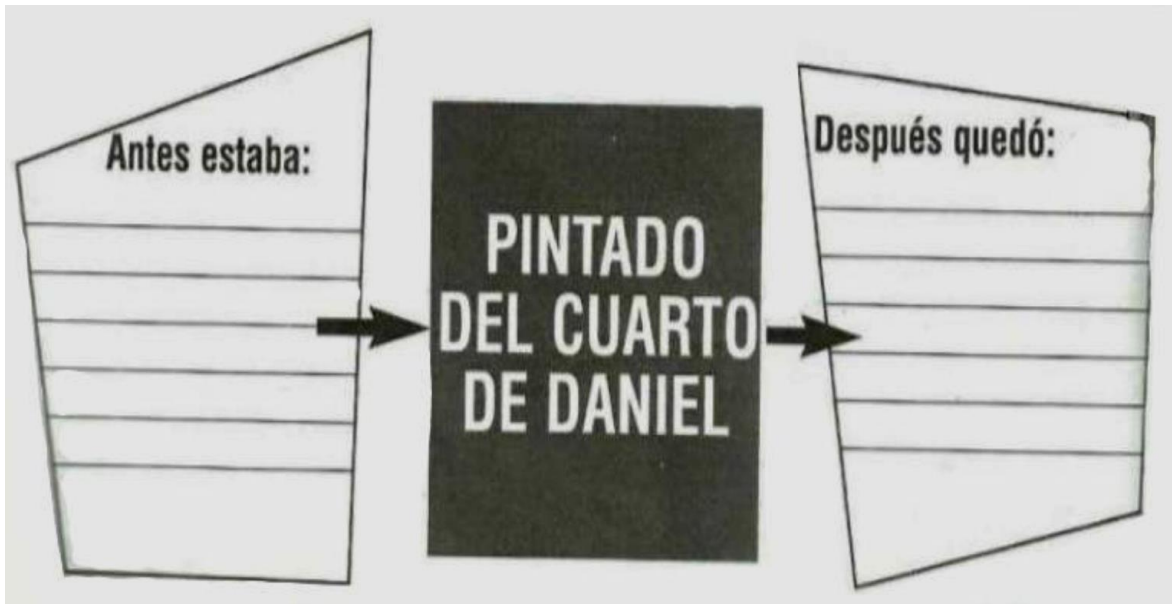 Antes estaba:
PINTADO
DEL CUARTO
DE DANIEL
Después quedó: